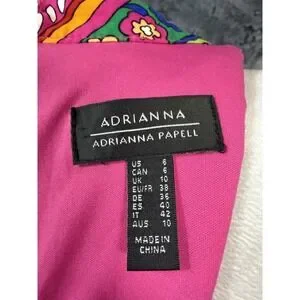 ADRIANNA
ADRIANNA PAPELL
US 6
CAN 6
UK 10
EU/FR 38
DE 36
ES 40
IT 42
AUS 10
MADE IN
CHINA